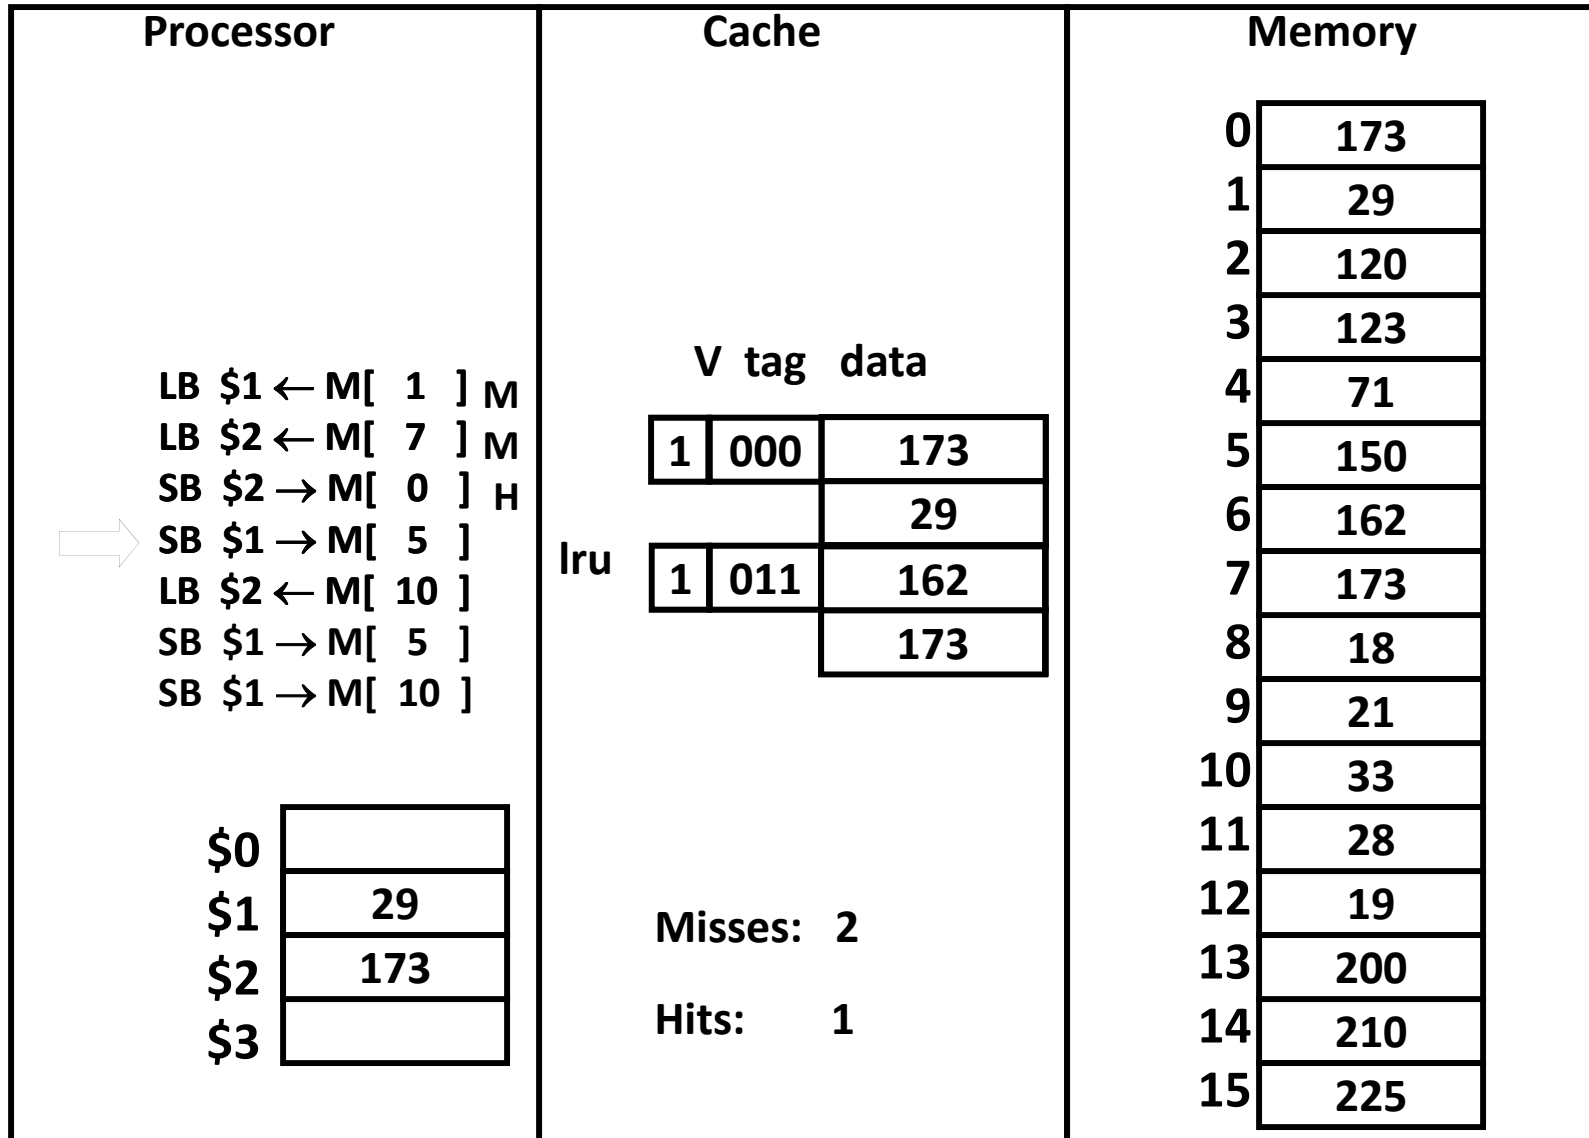 Processor
LB $1 ← M[ 1 ] M
LB $2 ← M[ 7 ] M
SB $2 → M[ 0 ] H
SB $1 → M[ 5 ]
LB $2 ← M[ 10 ]
SB $1 → M[ 5 ]
SB $1 → M[ 10 ]
$0
$1 29
$2 173
$3
Cache
V tag data
1 000 173
29
lru 1 011 162
173
Misses: 2
Hits: 1
Memory
0 173
1 29
2 120
3 123
4 71
5 150
6 162
7 173
8 18
9 21
10 33
11 28
12 19
13 200
14 210
15 225